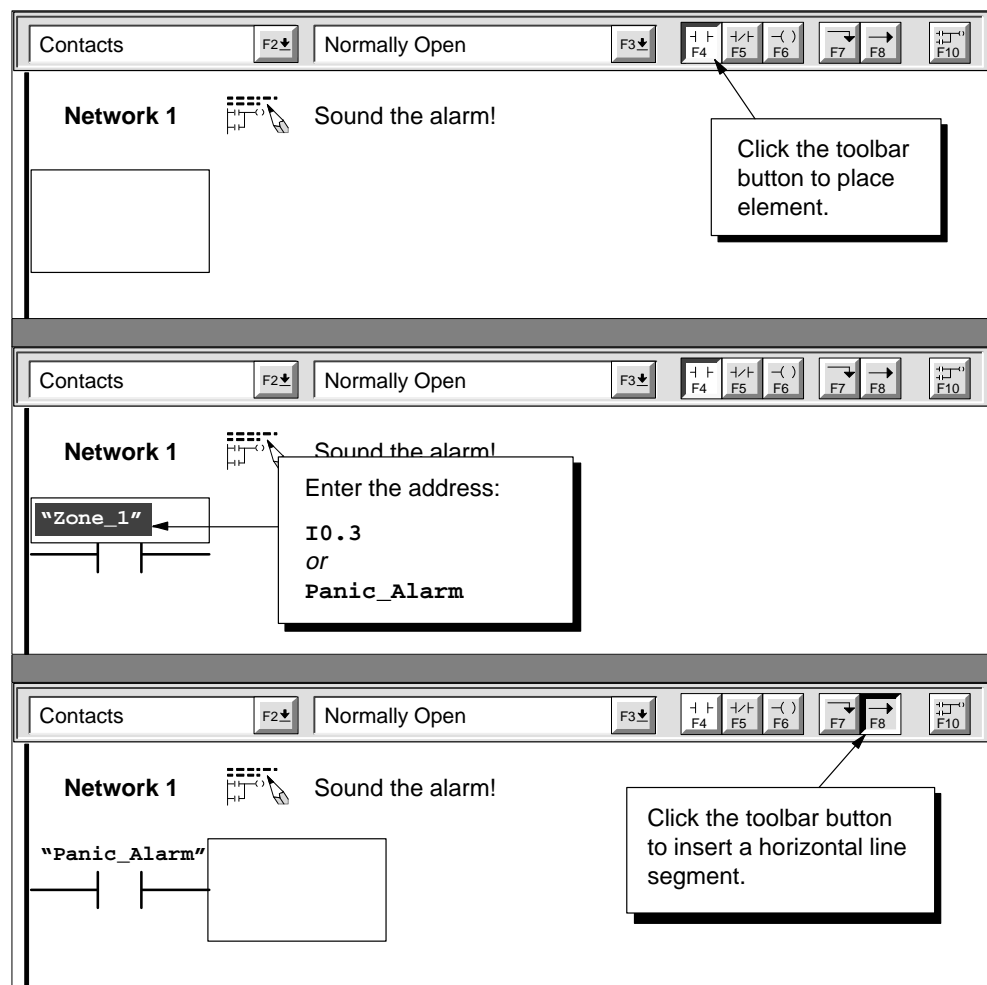 Contacts F2 Normally Open F3 F4 F5 F6 F7 F8 F10
Network 1 Sound the alarm!
Click the toolbar
button to place
element.
Contacts F2 Normally Open F3 F4 F5 F6 F7 F8 F10
Network 1 Sound the alarm!
“Zone_1”
Enter the address:
I0.3
or
Panic_Alarm
Contacts F2 Normally Open F3 F4 F5 F6 F7 F8 F10
Network 1 Sound the alarm!
“Panic_Alarm”
Click the toolbar button
to insert a horizontal line
segment.